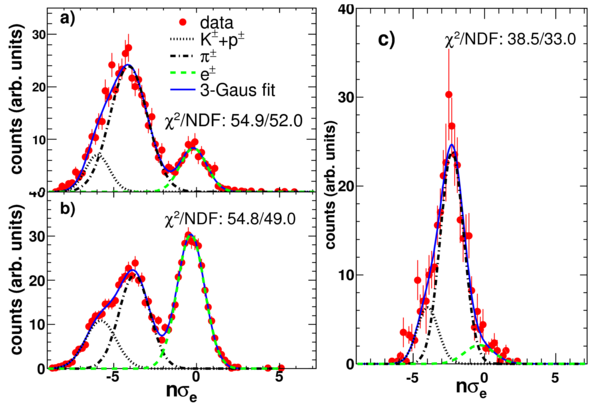 a)
data
K±+p±
π±
e±
3-Gaus fit
χ²/NDF: 54.9/52.0
counts (arb. units)
30
20
10
+0
b)
χ²/NDF: 54.8/49.0
counts (arb. units)
30
20
10
0
-5 0 5
nσe
c)
χ²/NDF: 38.5/33.0
counts (arb. units)
40
30
20
10
0
-5 0 5
nσe